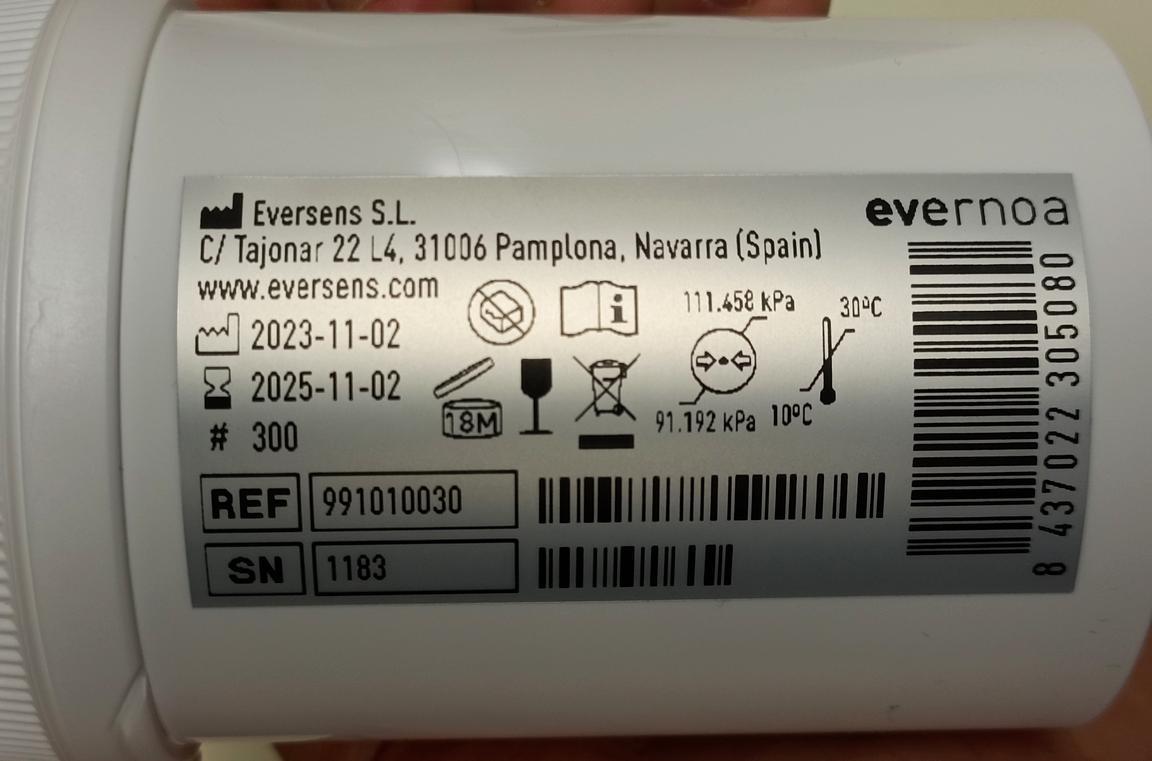 Eversens S.L.
C/ Tajonar 22 L4, 31006 Pamplona, Navarra (Spain)
www.eversens.com
2023-11-02
2025-11-02
# 300
18M
111.458 kPa
91.192 kPa
30ºC
10ºC
REF 991010030
SN 1183
evernoa
8 437022 305080